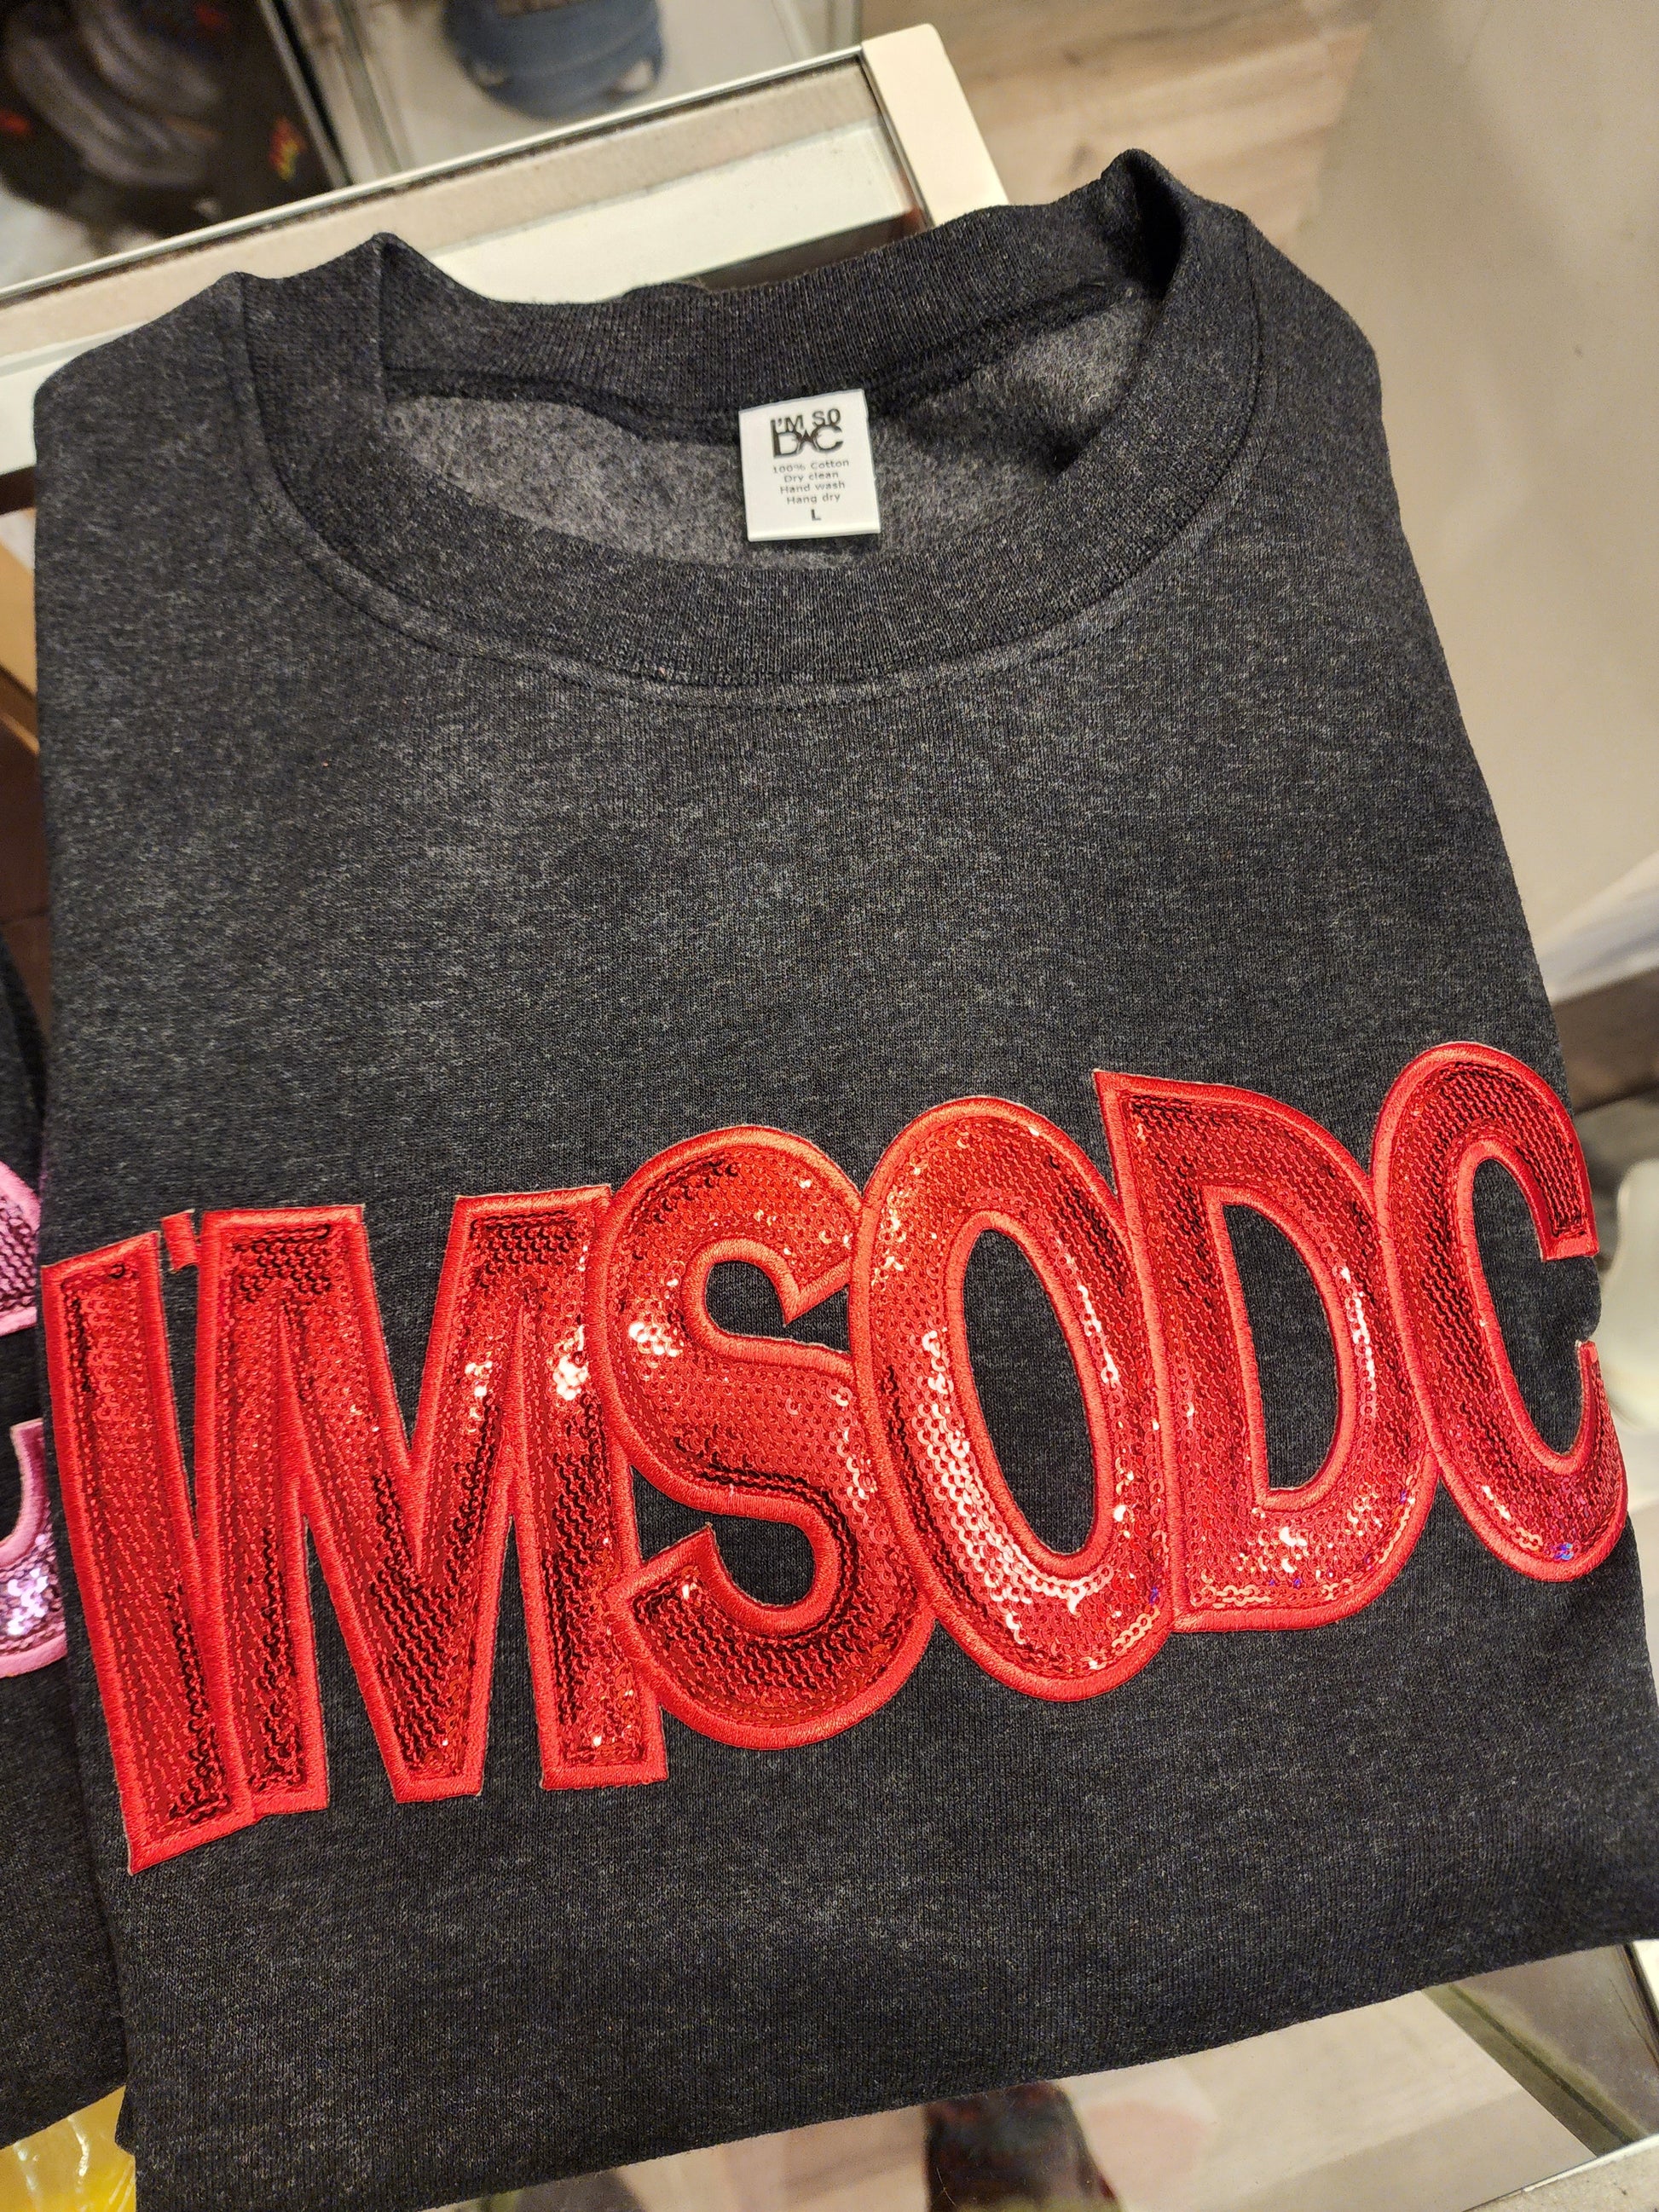 I'M SO
DC
100% Cotton
Dry clean
Hand wash
Hang dry
L
I'MSODC